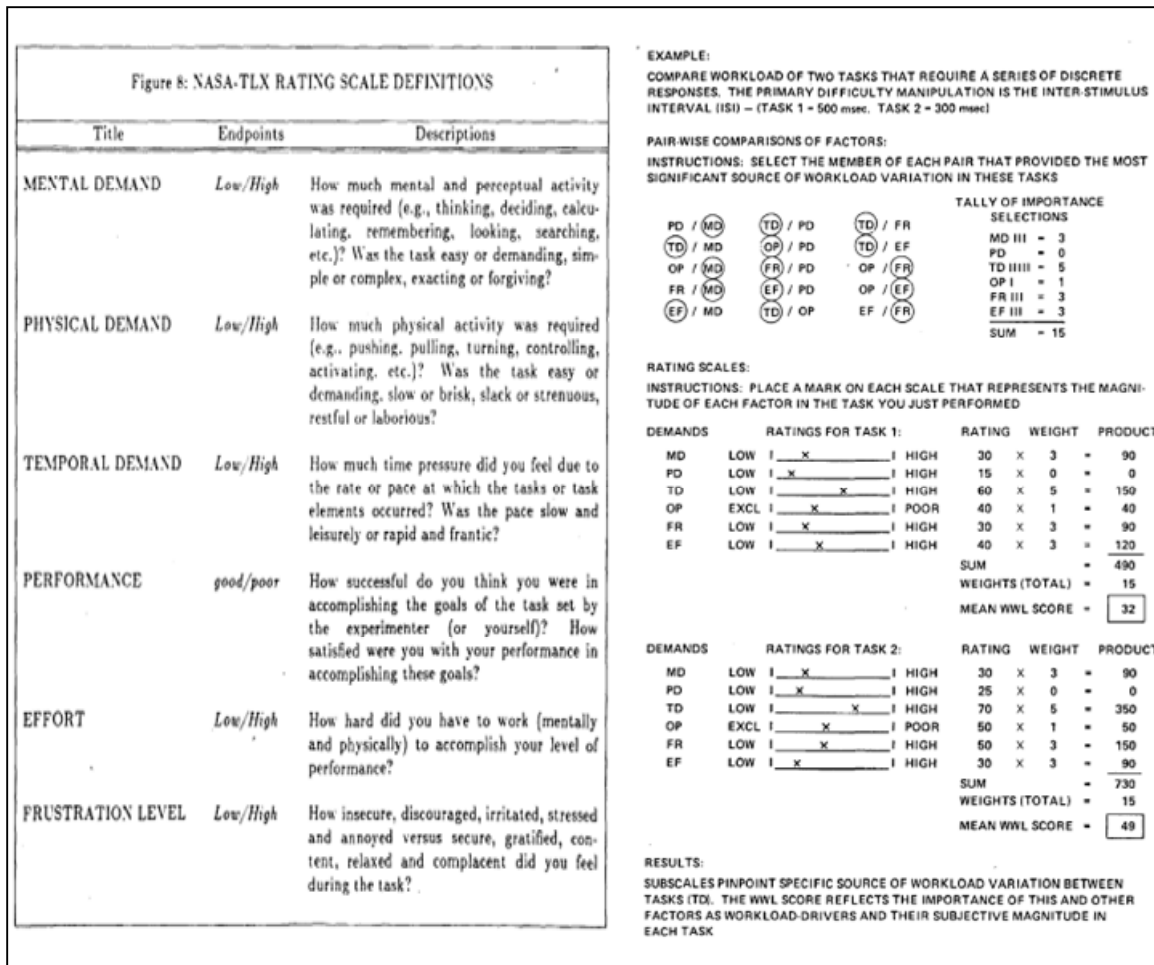 Figure 8: NASA-TLX RATING SCALE DEFINITIONS
Title Endpoints Descriptions
MENTAL DEMAND Low/High How much mental and perceptual activity
was required (e.g., thinking, deciding, calcu-
lating, remembering, looking, searching,
etc.)? Was the task easy or demanding, sim-
ple or complex, exacting or forgiving?
PHYSICAL DEMAND Low/High How much physical activity was required
(e.g., pushing, pulling, turning, controlling,
activating, etc.)? Was the task easy or
demanding, slow or brisk, slack or strenuous,
restful or laborious?
TEMPORAL DEMAND Low/High How much time pressure did you feel due to
the rate or pace at which the tasks or task
elements occurred? Was the pace slow and
leisurely or rapid and frantic?
PERFORMANCE good/poor How successful do you think you were in
accomplishing the goals of the task set by
the experimenter (or yourself)? How
satisfied were you with your performance in
accomplishing these goals?
EFFORT Low/High How hard did you have to work (mentally
and physically) to accomplish your level of
performance?
FRUSTRATION LEVEL Low/High How insecure, discouraged, irritated, stressed
and annoyed versus secure, gratified, con-
tent, relaxed and complacent did you feel
during the task?
EXAMPLE:
COMPARE WORKLOAD OF TWO TASKS THAT REQUIRE A SERIES OF DISCRETE
RESPONSES. THE PRIMARY DIFFICULTY MANIPULATION IS THE INTER-STIMULUS
INTERVAL (ISI) – (TASK 1 = 500 msec. TASK 2 = 300 msec)
PAIR-WISE COMPARISONS OF FACTORS:
INSTRUCTIONS: SELECT THE MEMBER OF EACH PAIR THAT PROVIDED THE MOST
SIGNIFICANT SOURCE OF WORKLOAD VARIATION IN THESE TASKS
PD / MD TD / PD TD / FR
TD / MD OP / PD TD / EF
OP / MD FR / PD OP / FR
FR / MD EF / PD OP / EF
EF / MD TD / OP EF / FR
TALLY OF IMPORTANCE
SELECTIONS
MD III = 3
PD = 0
TD IIIII = 5
OP I = 1
FR III = 3
EF III = 3
SUM = 15
RATING SCALES:
INSTRUCTIONS: PLACE A MARK ON EACH SCALE THAT REPRESENTS THE MAGNI-
TUDE OF EACH FACTOR IN THE TASK YOU JUST PERFORMED
DEMANDS RATINGS FOR TASK 1: RATING WEIGHT PRODUCT
MD LOW I x I HIGH 30 x 3 = 90
PD LOW I x I HIGH 15 x 0 = 0
TD LOW I x I HIGH 60 x 5 = 150
OP EXCL I x I POOR 40 x 1 = 40
FR LOW I x I HIGH 30 x 3 = 90
EF LOW I x I HIGH 40 x 3 = 120
SUM = 490
WEIGHTS (TOTAL) = 15
MEAN WWL SCORE = 32
DEMANDS RATINGS FOR TASK 2: RATING WEIGHT PRODUCT
MD LOW I x I HIGH 30 x 3 = 90
PD LOW I x I HIGH 25 x 0 = 0
TD LOW I x I HIGH 70 x 5 = 350
OP EXCL I x I POOR 50 x 1 = 50
FR LOW I x I HIGH 50 x 3 = 150
EF LOW I x I HIGH 30 x 3 = 90
SUM = 730
WEIGHTS (TOTAL) = 15
MEAN WWL SCORE = 49
RESULTS:
SUBSCALES PINPOINT SPECIFIC SOURCE OF WORKLOAD VARIATION BETWEEN
TASKS (TD). THE WWL SCORE REFLECTS THE IMPORTANCE OF THIS AND OTHER
FACTORS AS WORKLOAD-DRIVERS AND THEIR SUBJECTIVE MAGNITUDE IN
EACH TASK